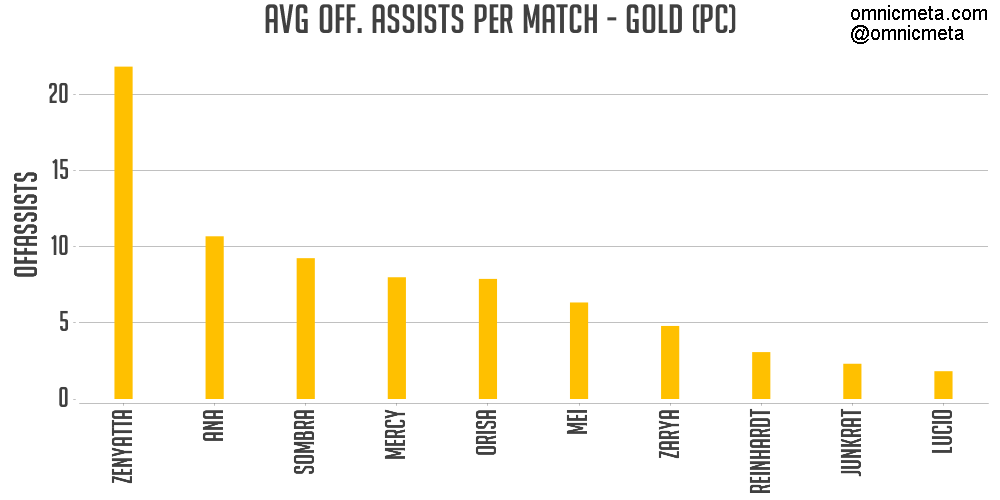 AVG OFF. ASSISTS PER MATCH - GOLD (PC)
omnicmeta.com
@omnicmeta
OFFASSISTS
20
15
10
5
0
ZENYATTA
ANA
SOMBRA
MERCY
ORISA
MEI
ZARYA
REINHARDT
JUNKRAT
LUCIO